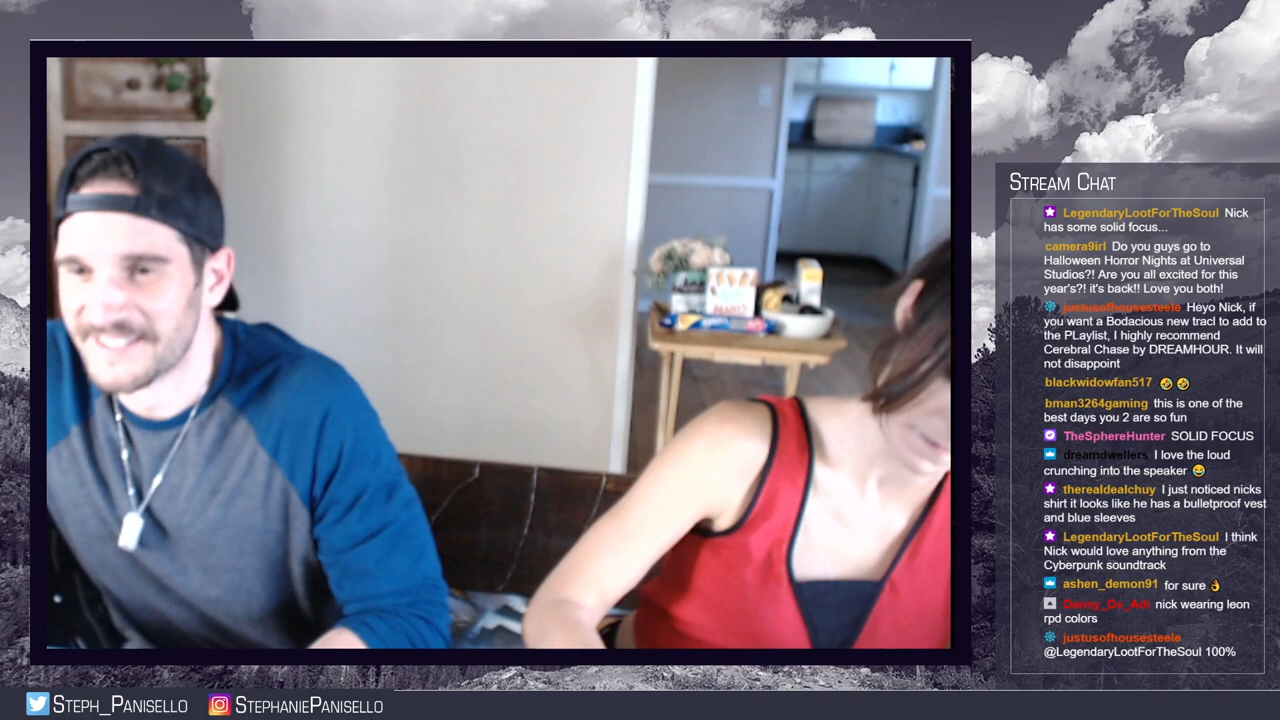 STREAM CHAT
LegendaryLootForTheSoul Nick
has some solid focus...
camera9irl Do you guys go to
Halloween Horror Nights at Universal
Studios?! Are you all excited for this
year's?! it's back!! Love you both!
justusofhousesteele Heyo Nick, if
you want a Bodacious new tracl to add to
the PLaylist, I highly recommend
Cerebral Chase by DREAMHOUR. It will
not disappoint
blackwidowfan517 🤣 🤣
bman3264gaming this is one of the
best days you 2 are so fun
TheSphereHunter SOLID FOCUS
dreamdwellers I love the loud
crunching into the speaker 😂
therealdealchuy I just noticed nicks
shirt it looks like he has a bulletproof vest
and blue sleeves
LegendaryLootForTheSoul I think
Nick would love anything from the
Cyberpunk soundtrack
ashen_demon91 for sure 👌
nick wearing leon
rpd colors
justusofhousesteele
@LegendaryLootForTheSoul 100%
STEPH_PANISELLO
STEPHANIEPANISELLO